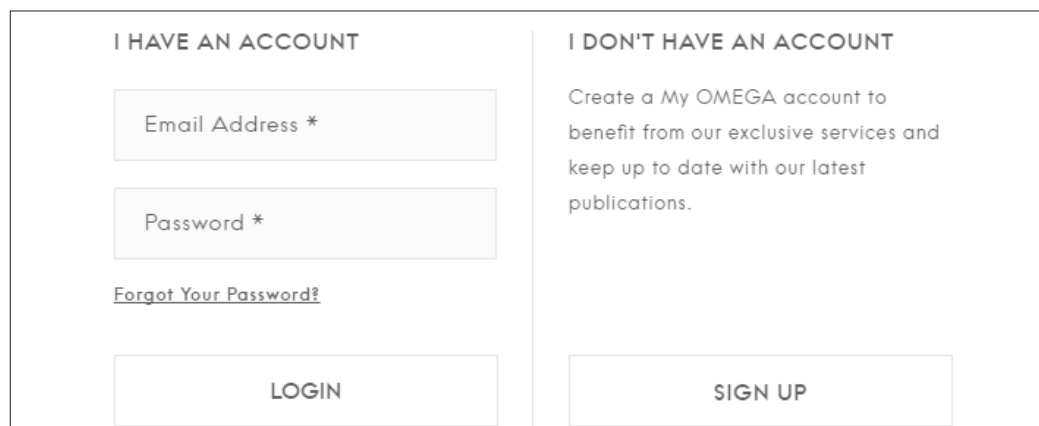 I HAVE AN ACCOUNT
Email Address *
Password *
Forgot Your Password?
LOGIN
I DON'T HAVE AN ACCOUNT
Create a My OMEGA account to
benefit from our exclusive services and
keep up to date with our latest
publications.
SIGN UP